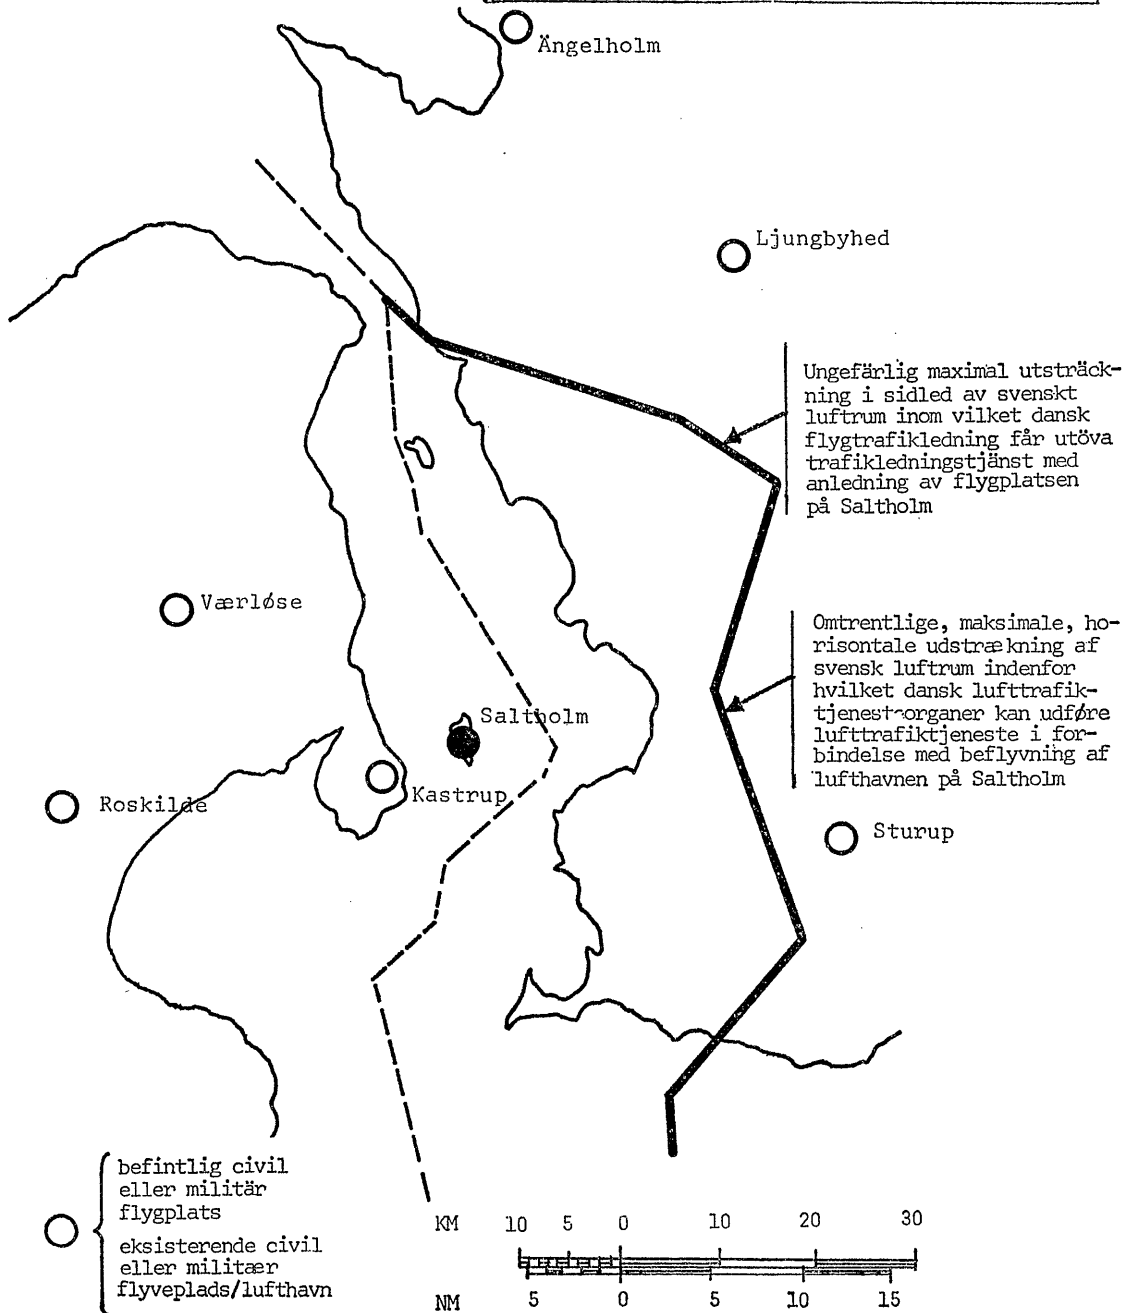 Ängelholm
Ljungbyhed
Ungefärlig maximal utsträck-
ning i sidled av svenskt
luftrum inom vilket dansk
flygtrafikledning får utöva
trafikledningstjänst med
anledning av flygplatsen
på Saltholm
Værløse
Omtrentlige, maksimale, ho-
risontale udstrækning af
svensk luftrum indenfor
hvilket dansk lufttrafik-
tjenest-organer kan udføre
lufttrafiktjeneste i for-
bindelse med beflyvning af
lufthavnen på Saltholm
Saltholm
Kastrup
Roskilde
Sturup
befintlig civil
eller militär
flygplats
eksisterende civil
eller militær
flyveplads/lufthavn
KM 10 5 0 10 20 30
NM 5 0 5 10 15